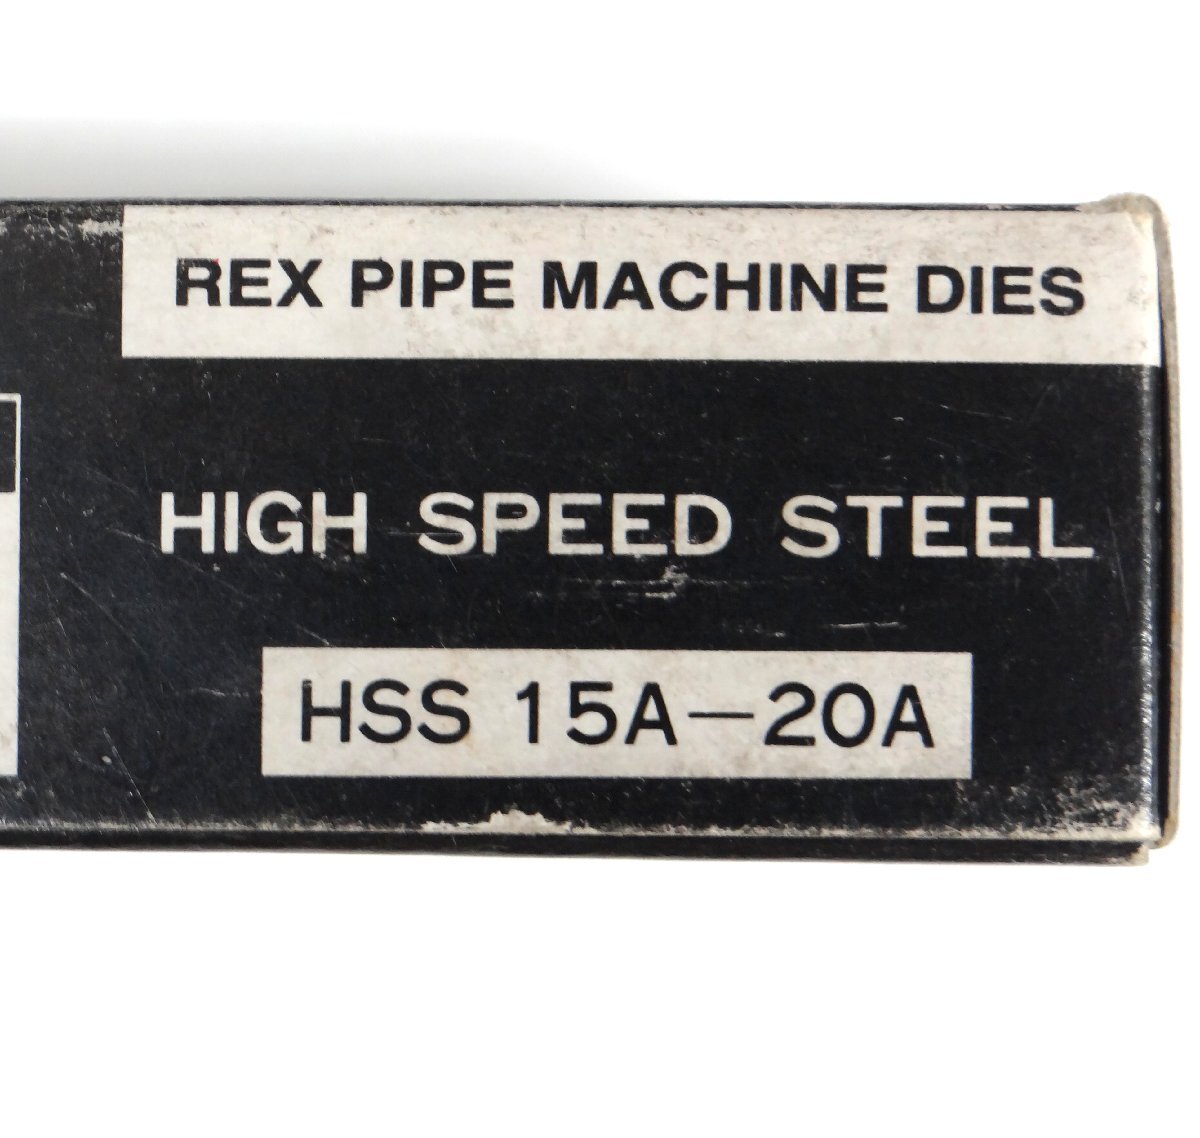 REX PIPE MACHINE DIES
HIGH SPEED STEEL
HSS 15A—20A